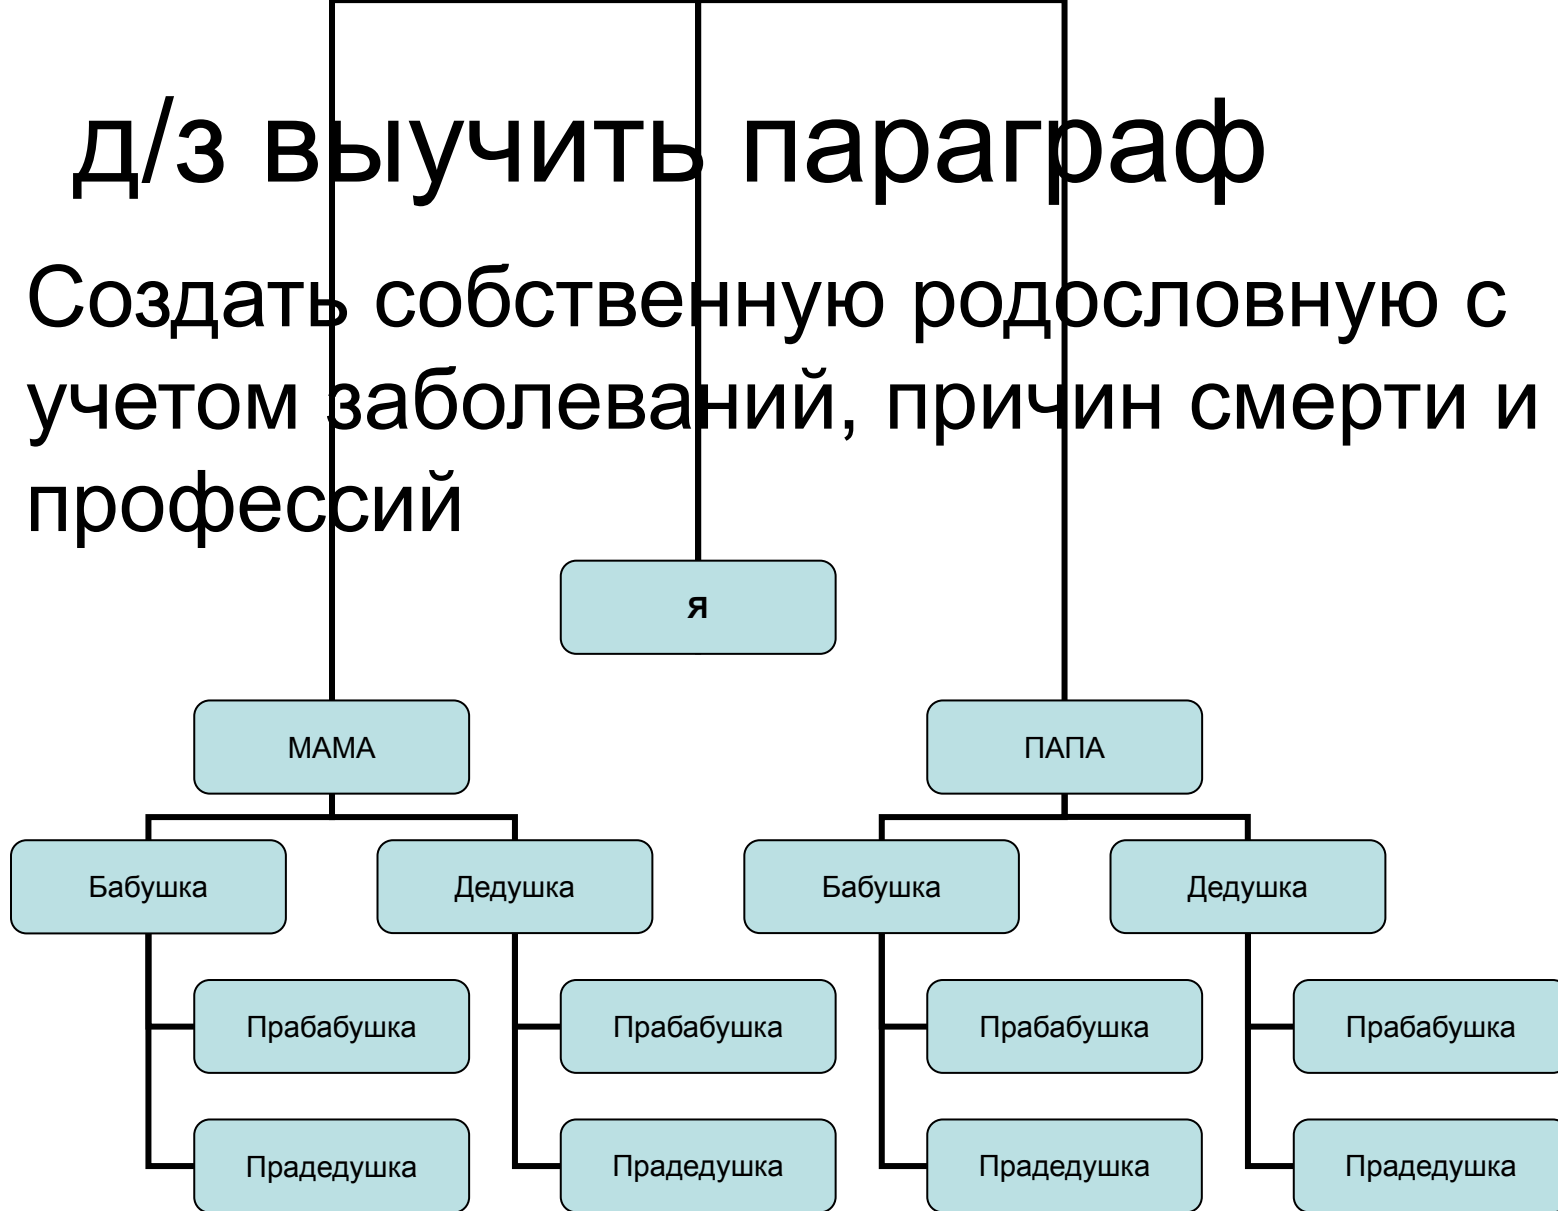 д/з выучить параграф
Создать собственную родословную с
учетом заболеваний, причин смерти и
профессий
Я
МАМА
ПАПА
Бабушка
Дедушка
Бабушка
Дедушка
Прабабушка
Прабабушка
Прабабушка
Прабабушка
Прадедушка
Прадедушка
Прадедушка
Прадедушка